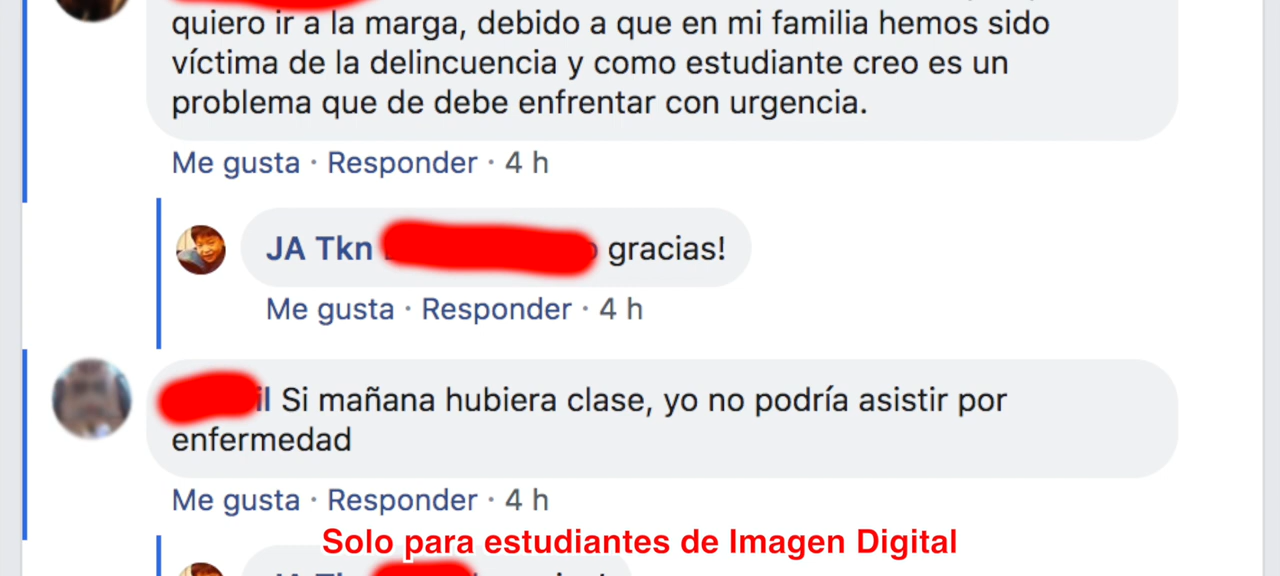 quiero ir a la marga, debido a que en mi familia hemos sido
víctima de la delincuencia y como estudiante creo es un
problema que de debe enfrentar con urgencia.
Me gusta · Responder · 4 h
JA Tkn gracias!
Me gusta · Responder · 4 h
Si mañana hubiera clase, yo no podría asistir por
enfermedad
Me gusta · Responder · 4 h
Solo para estudiantes de Imagen Digital